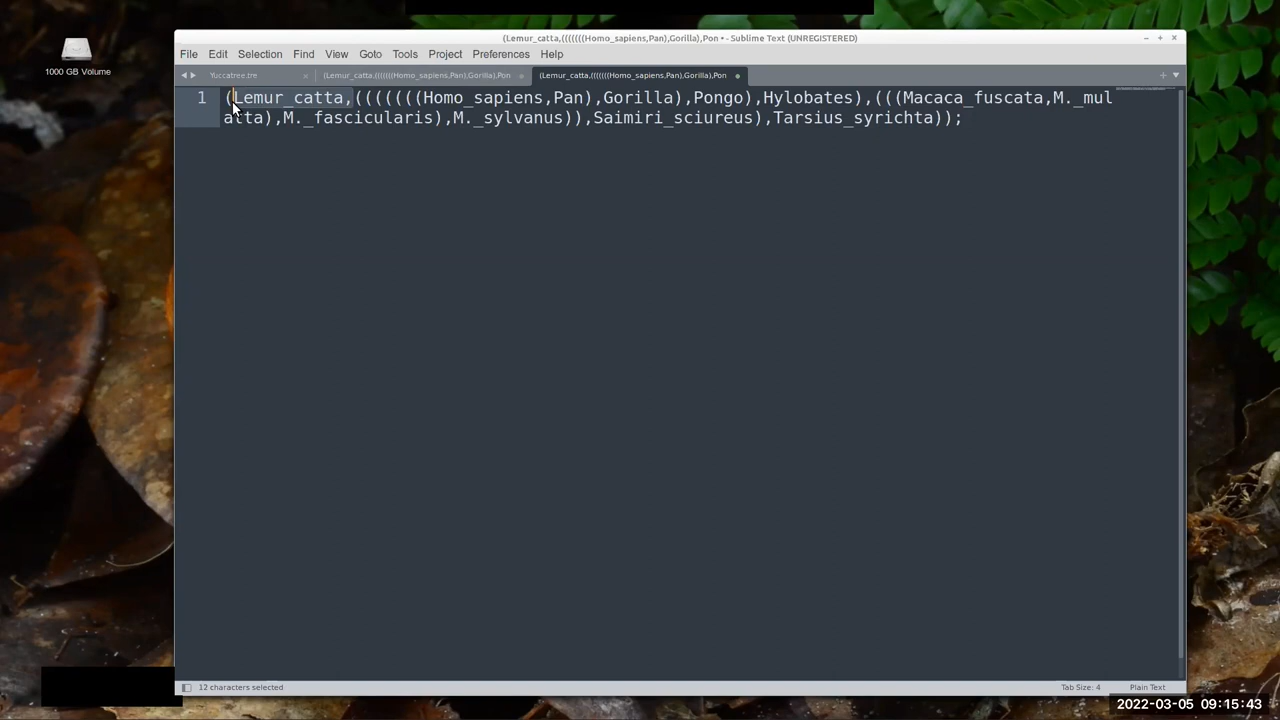 (Lemur_catta,(((((((Homo_sapiens,Pan),Gorilla),Pon • - Sublime Text (UNREGISTERED)
1000 GB Volume
File Edit Selection Find View Goto Tools Project Preferences Help
Yuccatree.tre (Lemur_catta,(((((((Homo_sapiens,Pan),Gorilla),Pon (Lemur_catta,(((((((Homo_sapiens,Pan),Gorilla),Pon
1 (Lemur_catta,(((((((Homo_sapiens,Pan),Gorilla),Pongo),Hylobates),(((Macaca_fuscata,M._mul
atta),M._fascicularis),M._sylvanus)),Saimiri_sciureus),Tarsius_syrichta));
12 characters selected Tab Size: 4 Plain Text
2022-03-05 09:15:43